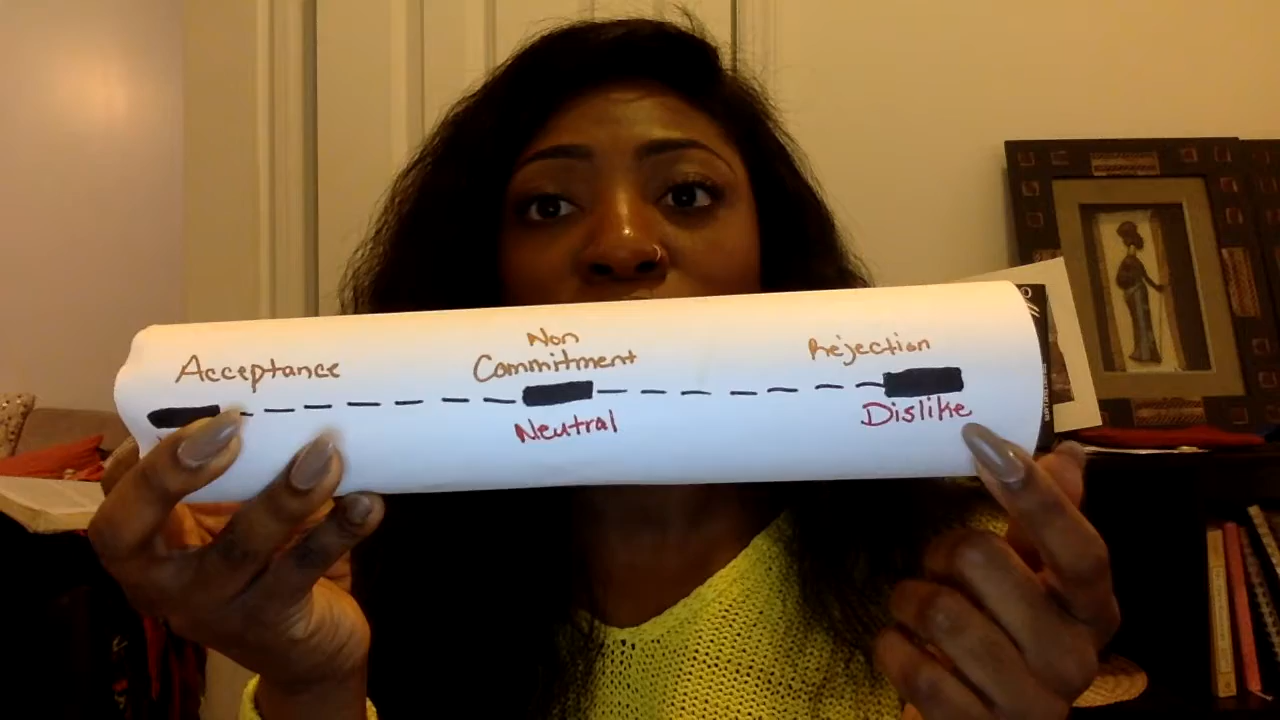 Acceptance
Non
Commitment
Rejection
Neutral
Dislike